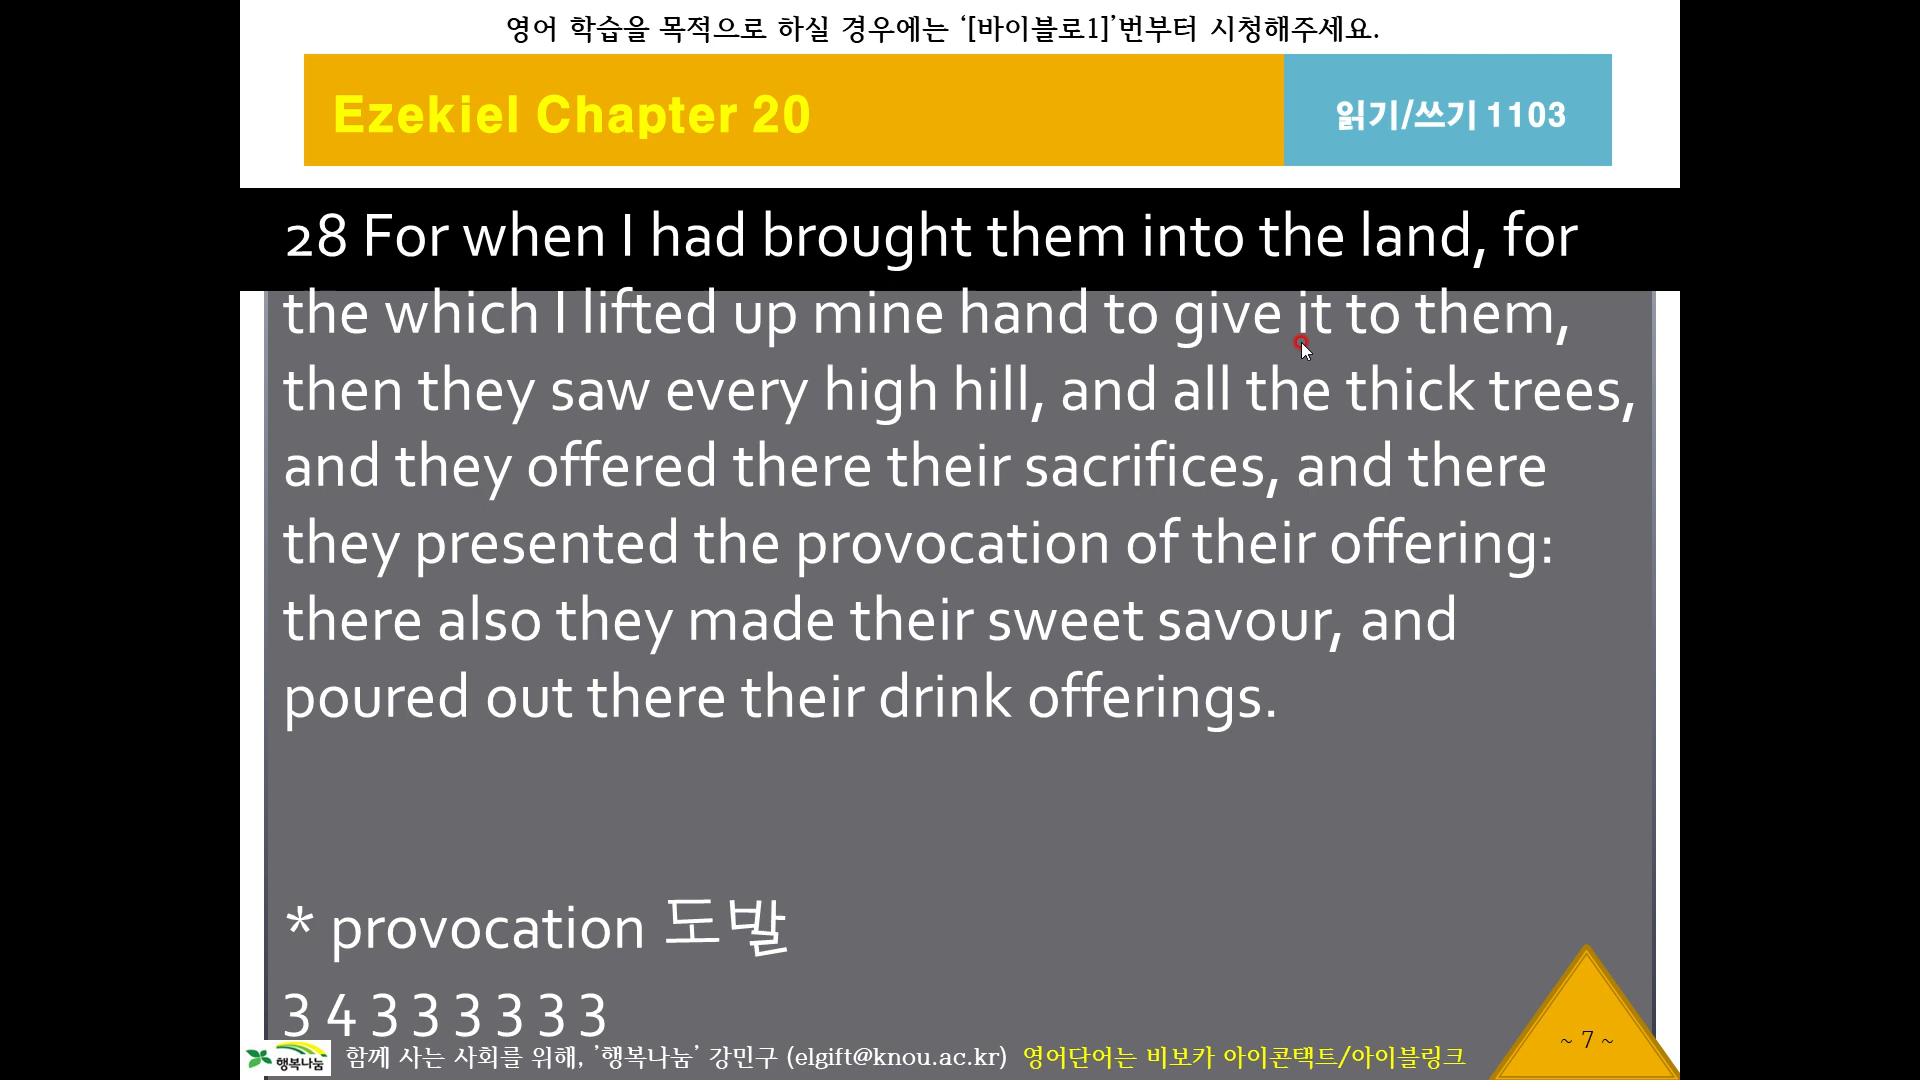 영어 학습을 목적으로 하실 경우에는 ‘[바이블로1]’번부터 시청해주세요.
Ezekiel Chapter 20
읽기/쓰기 1103
28 For when I had brought them into the land, for
the which I lifted up mine hand to give it to them,
then they saw every high hill, and all the thick trees,
and they offered there their sacrifices, and there
they presented the provocation of their offering:
there also they made their sweet savour, and
poured out there their drink offerings.
* provocation 도발
3 4 3 3 3 3 3 3
~ 7 ~
행복나눔 함께 사는 사회를 위해, ’행복나눔’ 강민구 (elgift@knou.ac.kr) 영어단어는 비보카 아이콘택트/아이블링크